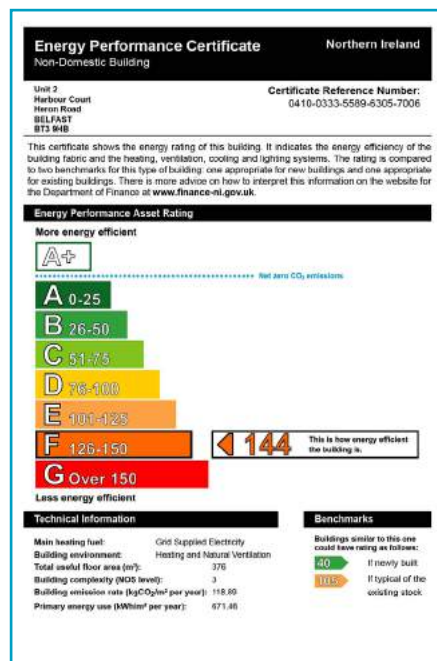 Energy Performance Certificate
Northern Ireland
Non-Domestic Building
Unit 2
Harbour Court
Heron Road
BELFAST
BT3 9HB
Certificate Reference Number:
0410-0333-5589-6305-7006
This certificate shows the energy rating of this building. It indicates the energy efficiency of the
building fabric and the heating, ventilation, cooling and lighting systems. The rating is compared
to two benchmarks for this type of building: one appropriate for new buildings and one appropriate
for existing buildings. There is more advice on how to interpret this information on the website for
the Department of Finance at www.finance-ni.gov.uk.
Energy Performance Asset Rating
More energy efficient
A+
Net zero CO₂ emissions
A 0-25
B 26-50
C 51-75
D 76-100
E 101-125
F 126-150
144
This is how energy efficient
the building is.
G Over 150
Less energy efficient
Technical Information
Main heating fuel: Grid Supplied Electricity
Building environment: Heating and Natural Ventilation
Total useful floor area (m²): 376
Building complexity (NOS level): 3
Building emission rate (kgCO₂/m² per year): 118.89
Primary energy use (kWh/m² per year): 671.46
Benchmarks
Buildings similar to this one
could have rating as follows:
40 If newly built
105 If typical of the
existing stock